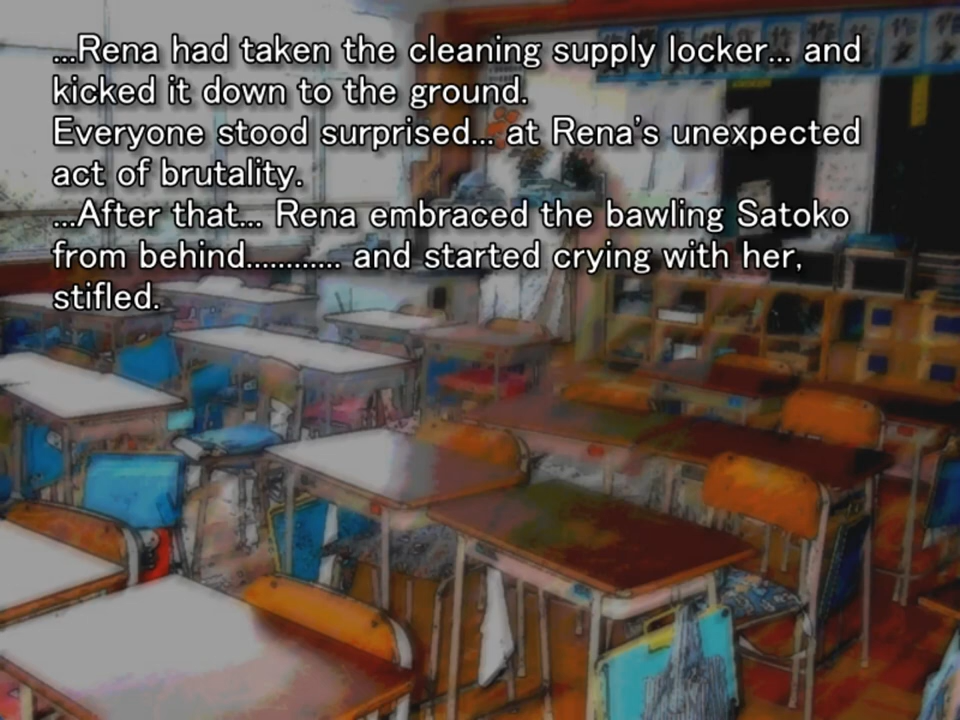 ...Rena had taken the cleaning supply locker... and
kicked it down to the ground.
Everyone stood surprised... at Rena's unexpected
act of brutality.
...After that... Rena embraced the bawling Satoko
from behind............ and started crying with her,
stifled.